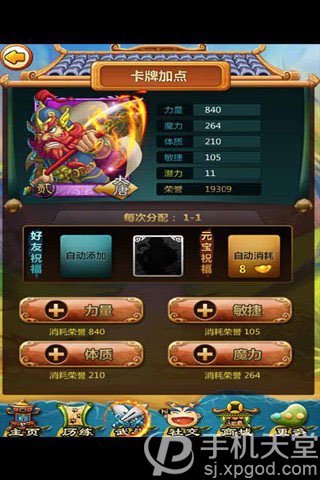 卡牌加点
力量 840
魔力 264
体质 210
敏捷 105
潜力 11
荣誉 19309
贰
大唐
每次分配：1-1
好友祝福
自动添加
元宝祝福
自动消耗
8
力量
敏捷
消耗荣誉 840
消耗荣誉 105
体质
魔力
消耗荣誉 210
消耗荣誉 264
主页
历练
社交
商城
更多
手机天堂
sj.xpgod.com